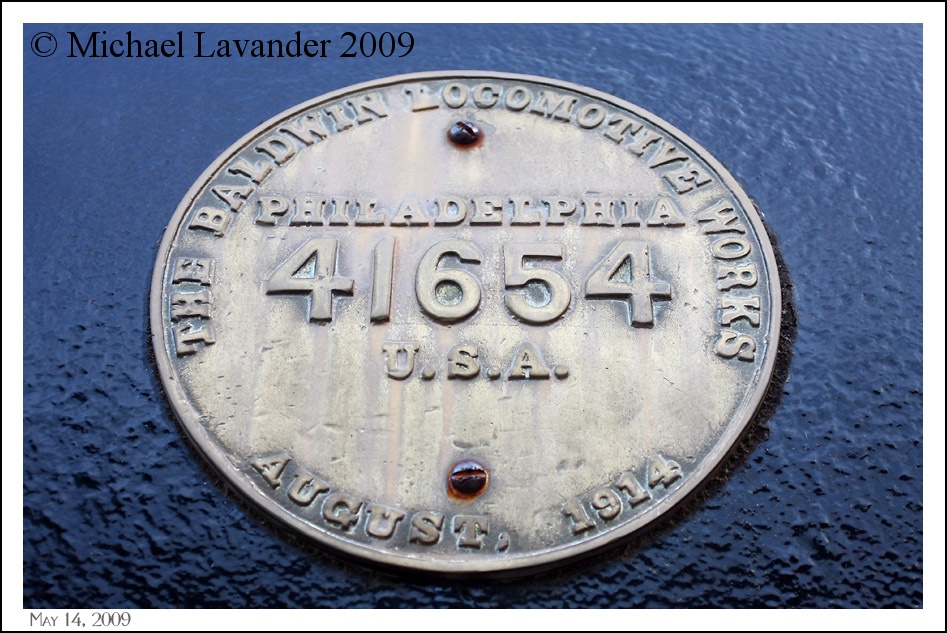 © Michael Lavander 2009
THE BALDWIN LOCOMOTIVE WORKS
PHILADELPHIA
41654
U.S.A.
AUGUST, 1914
MAY 14, 2009